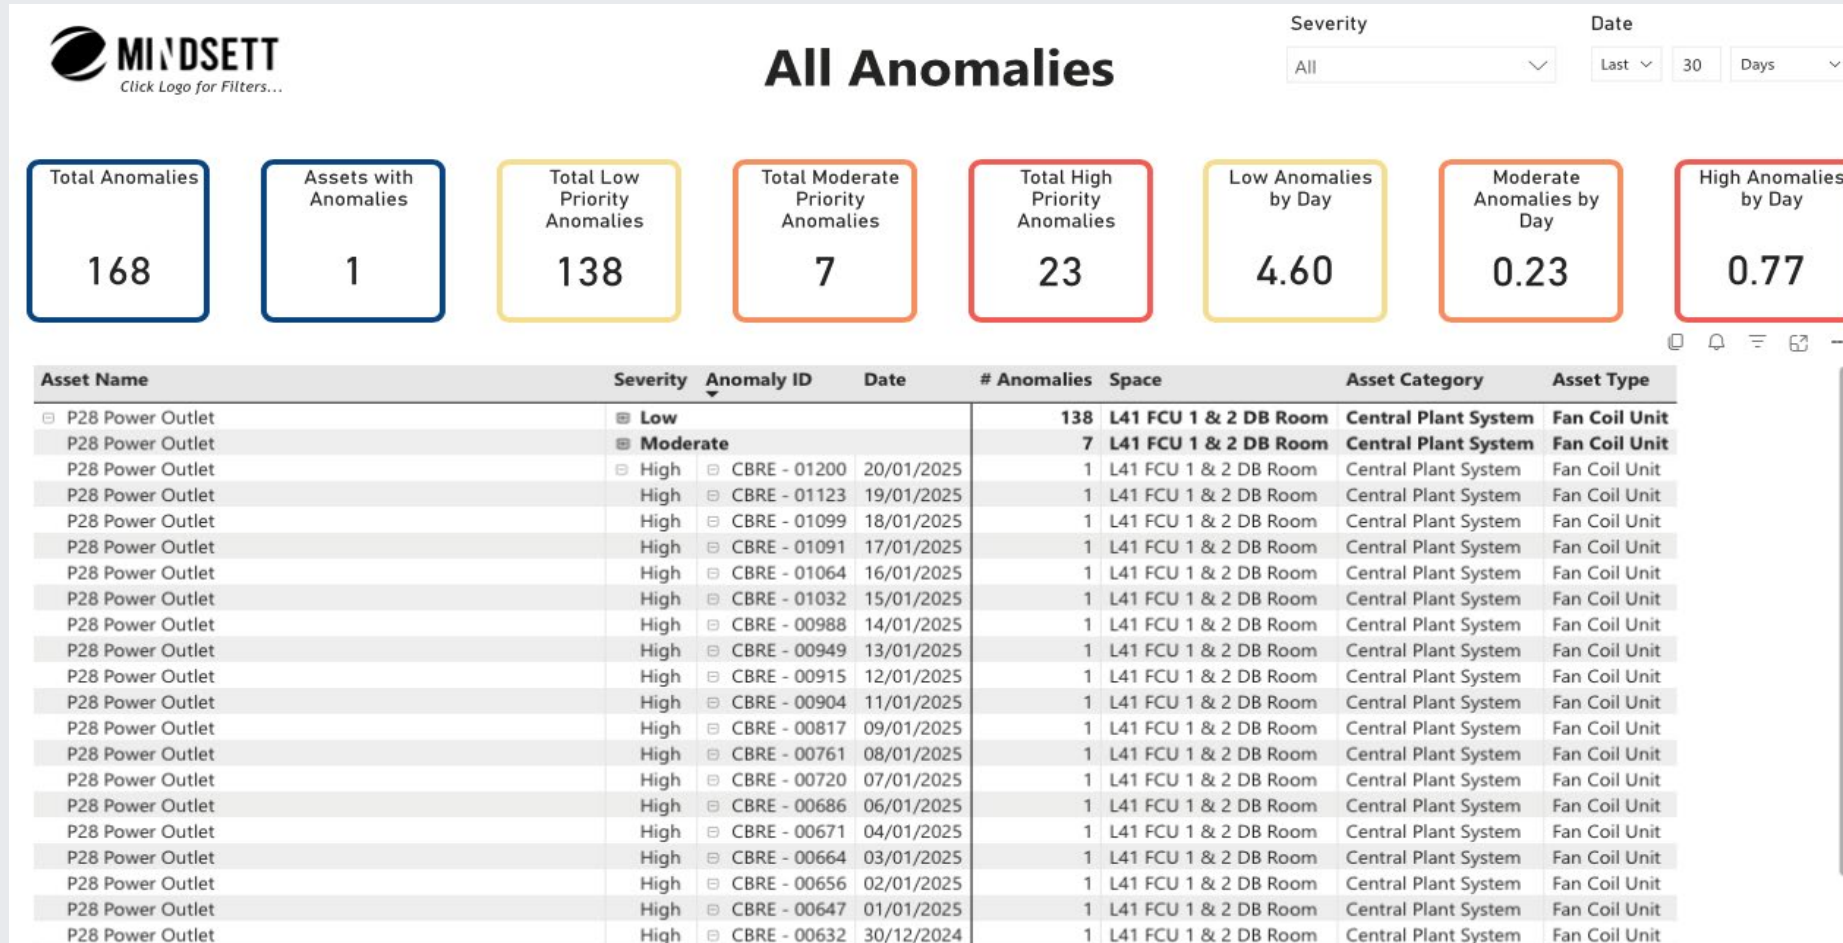 MINDSETT
Click Logo for Filters...
All Anomalies
Severity
All
Date
Last 30 Days
Total Anomalies
168
Assets with
Anomalies
1
Total Low
Priority
Anomalies
138
Total Moderate
Priority
Anomalies
7
Total High
Priority
Anomalies
23
Low Anomalies
by Day
4.60
Moderate
Anomalies by
Day
0.23
High Anomalies
by Day
0.77
Asset Name Severity Anomaly ID Date # Anomalies Space Asset Category Asset Type
P28 Power Outlet Low 138 L41 FCU 1 & 2 DB Room Central Plant System Fan Coil Unit
P28 Power Outlet Moderate 7 L41 FCU 1 & 2 DB Room Central Plant System Fan Coil Unit
P28 Power Outlet High CBRE - 01200 20/01/2025 1 L41 FCU 1 & 2 DB Room Central Plant System Fan Coil Unit
P28 Power Outlet High CBRE - 01123 19/01/2025 1 L41 FCU 1 & 2 DB Room Central Plant System Fan Coil Unit
P28 Power Outlet High CBRE - 01099 18/01/2025 1 L41 FCU 1 & 2 DB Room Central Plant System Fan Coil Unit
P28 Power Outlet High CBRE - 01091 17/01/2025 1 L41 FCU 1 & 2 DB Room Central Plant System Fan Coil Unit
P28 Power Outlet High CBRE - 01064 16/01/2025 1 L41 FCU 1 & 2 DB Room Central Plant System Fan Coil Unit
P28 Power Outlet High CBRE - 01032 15/01/2025 1 L41 FCU 1 & 2 DB Room Central Plant System Fan Coil Unit
P28 Power Outlet High CBRE - 00988 14/01/2025 1 L41 FCU 1 & 2 DB Room Central Plant System Fan Coil Unit
P28 Power Outlet High CBRE - 00949 13/01/2025 1 L41 FCU 1 & 2 DB Room Central Plant System Fan Coil Unit
P28 Power Outlet High CBRE - 00915 12/01/2025 1 L41 FCU 1 & 2 DB Room Central Plant System Fan Coil Unit
P28 Power Outlet High CBRE - 00904 11/01/2025 1 L41 FCU 1 & 2 DB Room Central Plant System Fan Coil Unit
P28 Power Outlet High CBRE - 00817 09/01/2025 1 L41 FCU 1 & 2 DB Room Central Plant System Fan Coil Unit
P28 Power Outlet High CBRE - 00761 08/01/2025 1 L41 FCU 1 & 2 DB Room Central Plant System Fan Coil Unit
P28 Power Outlet High CBRE - 00720 07/01/2025 1 L41 FCU 1 & 2 DB Room Central Plant System Fan Coil Unit
P28 Power Outlet High CBRE - 00686 06/01/2025 1 L41 FCU 1 & 2 DB Room Central Plant System Fan Coil Unit
P28 Power Outlet High CBRE - 00671 04/01/2025 1 L41 FCU 1 & 2 DB Room Central Plant System Fan Coil Unit
P28 Power Outlet High CBRE - 00664 03/01/2025 1 L41 FCU 1 & 2 DB Room Central Plant System Fan Coil Unit
P28 Power Outlet High CBRE - 00656 02/01/2025 1 L41 FCU 1 & 2 DB Room Central Plant System Fan Coil Unit
P28 Power Outlet High CBRE - 00647 01/01/2025 1 L41 FCU 1 & 2 DB Room Central Plant System Fan Coil Unit
P28 Power Outlet High CBRE - 00632 30/12/2024 1 L41 FCU 1 & 2 DB Room Central Plant System Fan Coil Unit